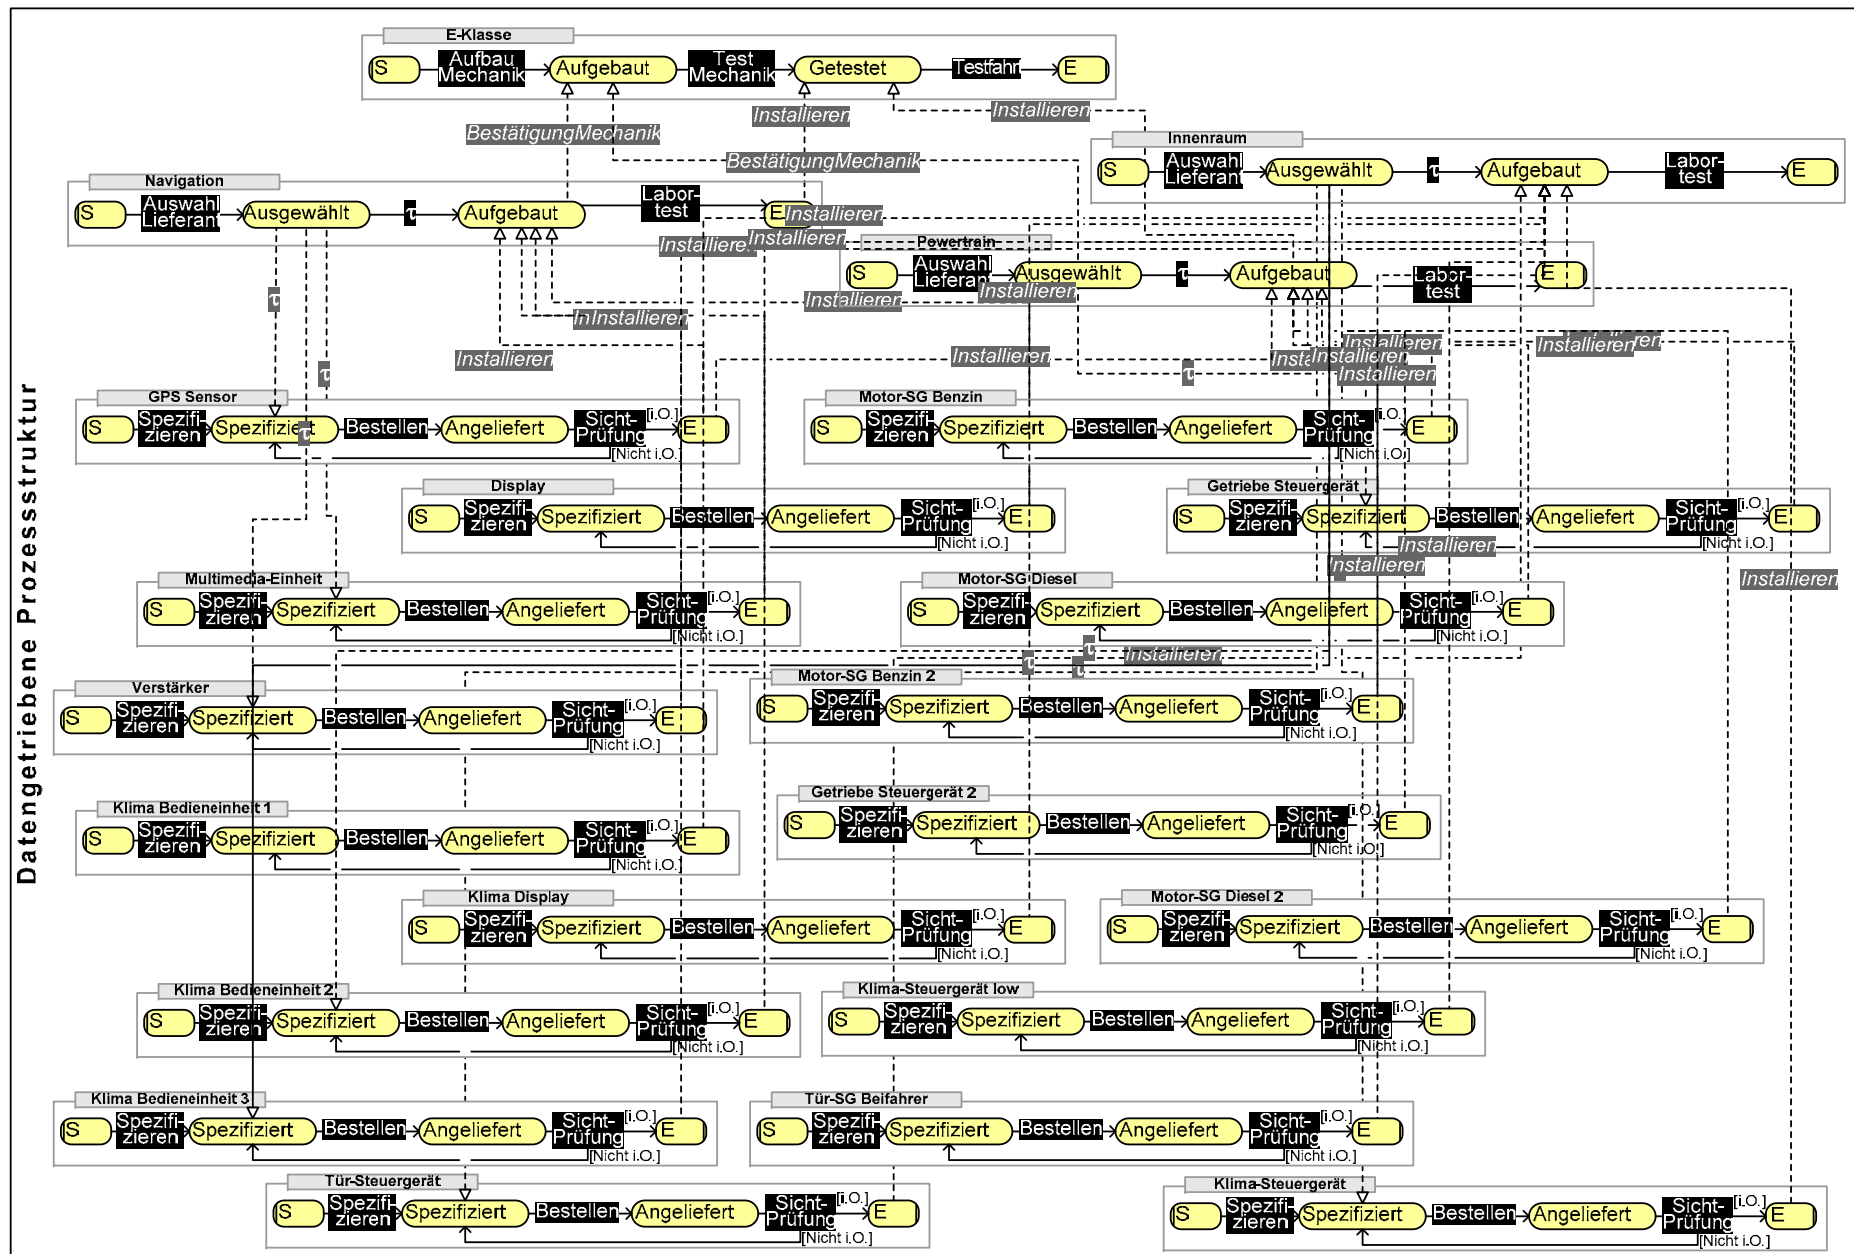 Datengetriebene Prozessstruktur
E-Klasse
S
Aufbau
Mechanik
Aufgebaut
Test
Mechanik
Getestet
Testfahrt
E
Installieren
Installieren
BestätigungMechanik
BestätigungMechanik
Innenraum
S
Auswahl
Lieferant
Ausgewählt
τ
Aufgebaut
Labor-
test
E
Navigation
S
Auswahl
Lieferant
Ausgewählt
τ
Aufgebaut
Labor-
test
E
Installieren
Installieren
Installieren
Powertrain
S
Auswahl
Lieferant
Ausgewählt
τ
Aufgebaut
Labor-
test
E
Installieren
Installieren
τ
Installieren
Installieren
Installieren
Installieren
Installieren
Installieren
Installieren
τ
τ
GPS Sensor
S
Spezifi-
zieren
Spezifiziert
τ
Bestellen
Angeliefert
Sicht-
Prüfung
[i.O.]
[Nicht i.O.]
E
Motor-SG Benzin
S
Spezifi-
zieren
Spezifiziert
Bestellen
Angeliefert
Sicht-
Prüfung
[i.O.]
[Nicht i.O.]
E
Display
S
Spezifi-
zieren
Spezifiziert
Bestellen
Angeliefert
Sicht-
Prüfung
[i.O.]
[Nicht i.O.]
E
Getriebe Steuergerät
S
Spezifi-
zieren
Spezifiziert
Bestellen
Angeliefert
Sicht-
Prüfung
[i.O.]
[Nicht i.O.]
E
Installieren
Installieren
Installieren
Multimedia-Einheit
S
Spezifi-
zieren
Spezifiziert
Bestellen
Angeliefert
Sicht-
Prüfung
[i.O.]
[Nicht i.O.]
E
Motor-SG Diesel
S
Spezifi-
zieren
Spezifiziert
Bestellen
Angeliefert
Sicht-
Prüfung
[i.O.]
[Nicht i.O.]
E
τ
τ
τ
Installieren
Verstärker
S
Spezifi-
zieren
Spezifiziert
Bestellen
Angeliefert
Sicht-
Prüfung
[i.O.]
[Nicht i.O.]
E
Motor-SG Benzin 2
S
Spezifi-
zieren
Spezifiziert
Bestellen
Angeliefert
Sicht-
Prüfung
[i.O.]
[Nicht i.O.]
E
Klima Bedieneinheit 1
S
Spezifi-
zieren
Spezifiziert
Bestellen
Angeliefert
Sicht-
Prüfung
[i.O.]
[Nicht i.O.]
E
Getriebe Steuergerät 2
S
Spezifi-
zieren
Spezifiziert
Bestellen
Angeliefert
Sicht-
Prüfung
[i.O.]
[Nicht i.O.]
E
Klima Display
S
Spezifi-
zieren
Spezifiziert
Bestellen
Angeliefert
Sicht-
Prüfung
[i.O.]
[Nicht i.O.]
E
Motor-SG Diesel 2
S
Spezifi-
zieren
Spezifiziert
Bestellen
Angeliefert
Sicht-
Prüfung
[i.O.]
[Nicht i.O.]
E
Klima Bedieneinheit 2
S
Spezifi-
zieren
Spezifiziert
Bestellen
Angeliefert
Sicht-
Prüfung
[i.O.]
[Nicht i.O.]
E
Klima-Steuergerät low
S
Spezifi-
zieren
Spezifiziert
Bestellen
Angeliefert
Sicht-
Prüfung
[i.O.]
[Nicht i.O.]
E
Klima Bedieneinheit 3
S
Spezifi-
zieren
Spezifiziert
Bestellen
Angeliefert
Sicht-
Prüfung
[i.O.]
[Nicht i.O.]
E
Tür-SG Beifahrer
S
Spezifi-
zieren
Spezifiziert
Bestellen
Angeliefert
Sicht-
Prüfung
[i.O.]
[Nicht i.O.]
E
Tür-Steuergerät
S
Spezifi-
zieren
Spezifiziert
Bestellen
Angeliefert
Sicht-
Prüfung
[i.O.]
[Nicht i.O.]
E
Klima-Steuergerät
S
Spezifi-
zieren
Spezifiziert
Bestellen
Angeliefert
Sicht-
Prüfung
[i.O.]
[Nicht i.O.]
E